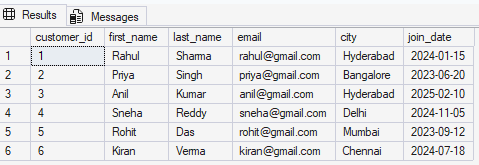 Results Messages
customer_id first_name last_name email city join_date
1 1 Rahul Sharma rahul@gmail.com Hyderabad 2024-01-15
2 2 Priya Singh priya@gmail.com Bangalore 2023-06-20
3 3 Anil Kumar anil@gmail.com Hyderabad 2025-02-10
4 4 Sneha Reddy sneha@gmail.com Delhi 2024-11-05
5 5 Rohit Das rohit@gmail.com Mumbai 2023-09-12
6 6 Kiran Verma kiran@gmail.com Chennai 2024-07-18